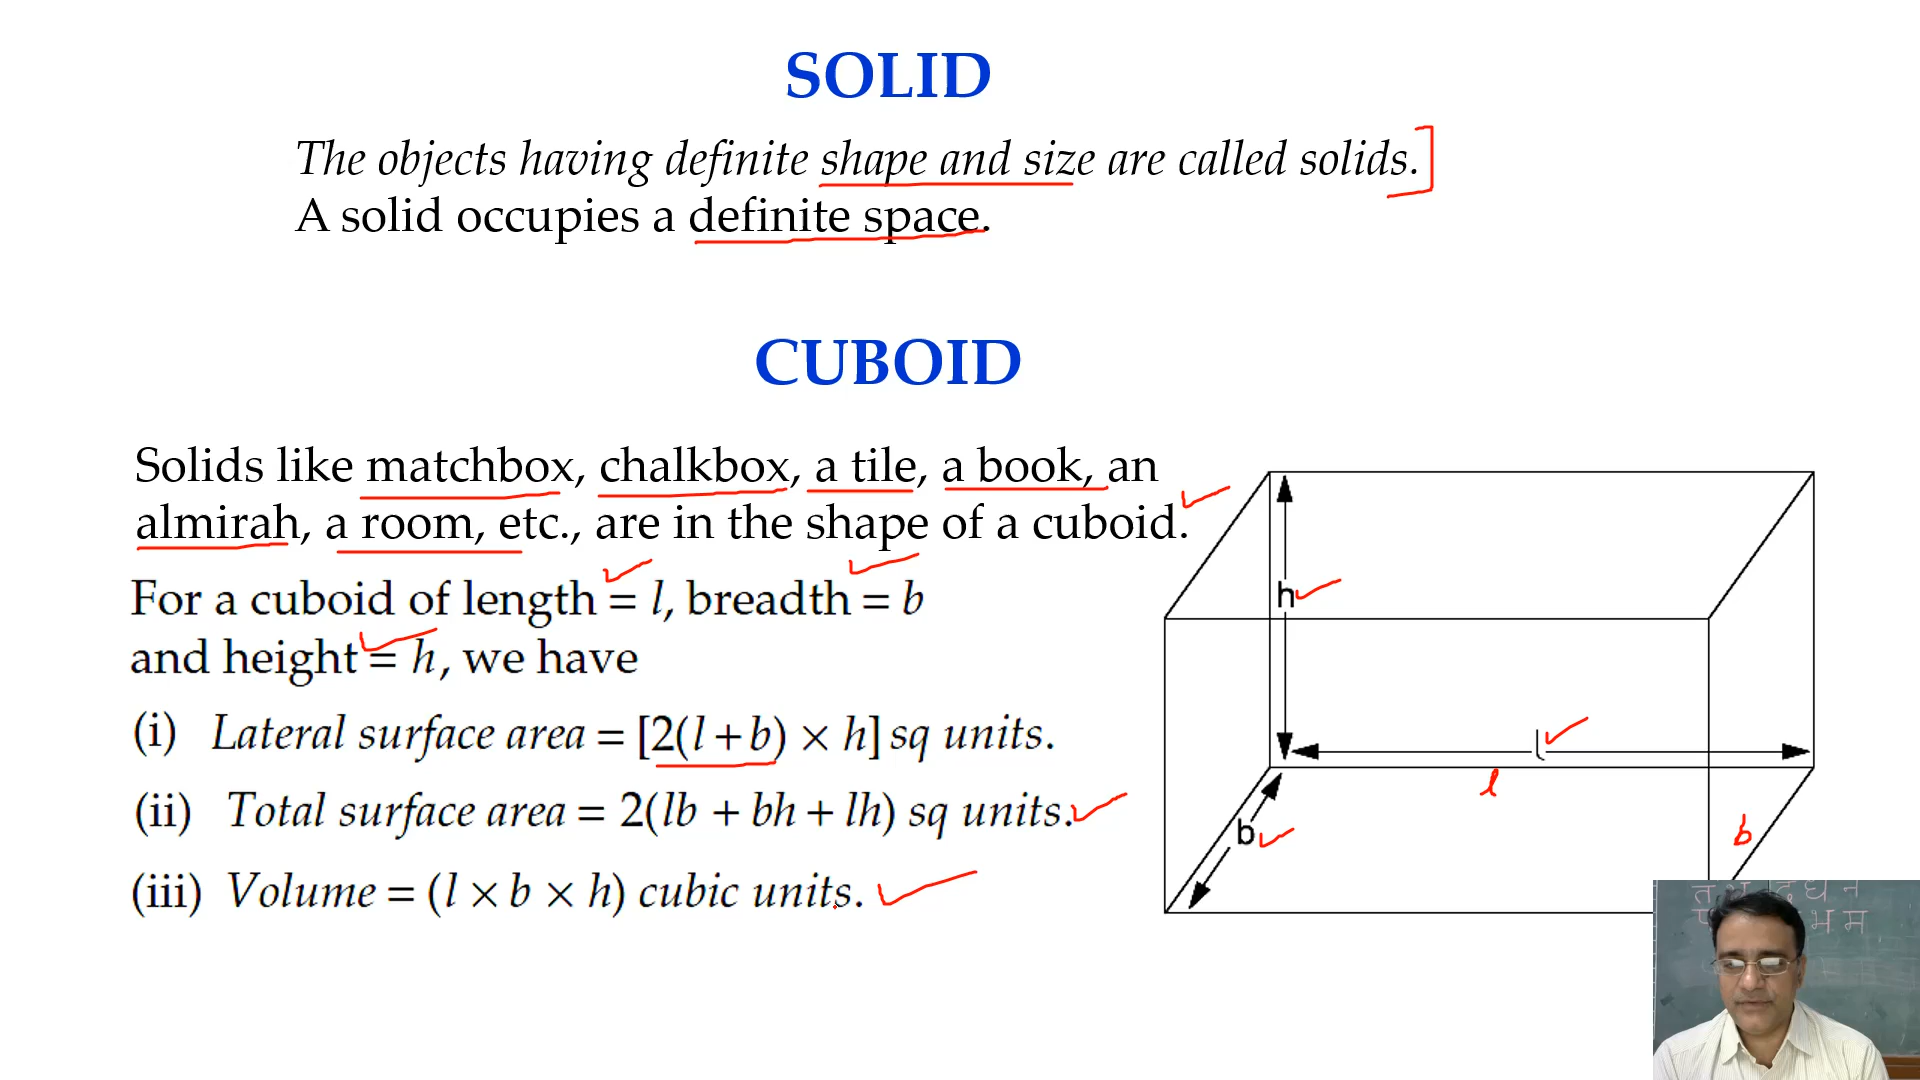 SOLID
The objects having definite shape and size are called solids.
A solid occupies a definite space.
CUBOID
Solids like matchbox, chalkbox, a tile, a book, an
almirah, a room, etc., are in the shape of a cuboid.
For a cuboid of length = l, breadth = b
and height = h, we have
(i) Lateral surface area = [2(l + b) × h] sq units.
(ii) Total surface area = 2(lb + bh + lh) sq units.
(iii) Volume = (l × b × h) cubic units.
h
l
l
b
b
त द ध न
भ म